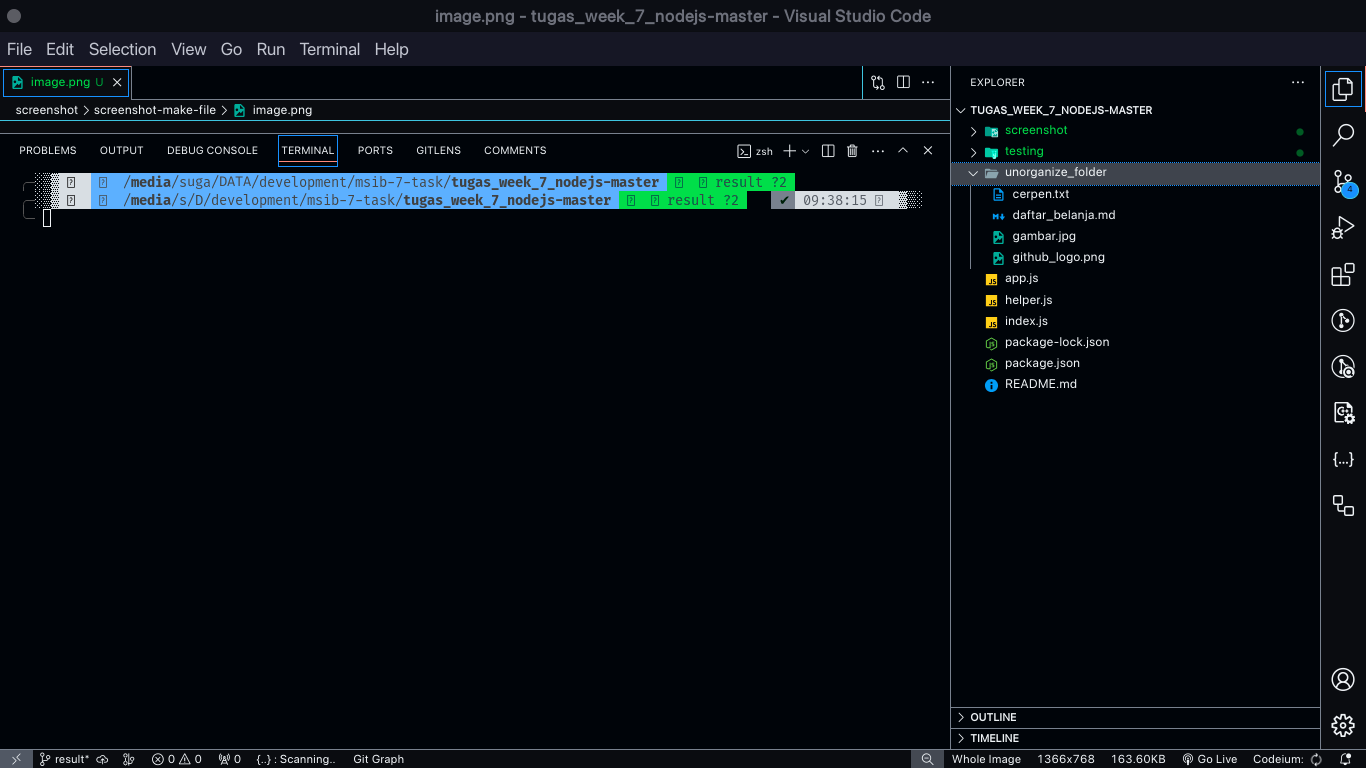 image.png - tugas_week_7_nodejs-master - Visual Studio Code
File Edit Selection View Go Run Terminal Help
image.png U
screenshot > screenshot-make-file > image.png
PROBLEMS OUTPUT DEBUG CONSOLE TERMINAL PORTS GITLENS COMMENTS
zsh
/media/suga/DATA/development/msib-7-task/tugas_week_7_nodejs-master result ?2
/media/s/D/development/msib-7-task/tugas_week_7_nodejs-master result ?2 ✔ 09:38:15
EXPLORER
TUGAS_WEEK_7_NODEJS-MASTER
screenshot
testing
unorganize_folder
cerpen.txt
daftar_belanja.md
gambar.jpg
github_logo.png
JS app.js
JS helper.js
JS index.js
package-lock.json
package.json
README.md
OUTLINE
TIMELINE
4
result* 0 0 0 {..} : Scanning.. Git Graph
Whole Image 1366x768 163.60KB Go Live Codeium: